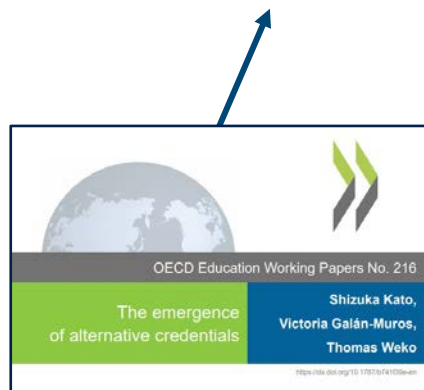 OECD Education Working Papers No. 216
The emergence
of alternative credentials
Shizuka Kato,
Victoria Galán-Muros,
Thomas Weko
https://dx.doi.org/10.1787/b741f39e-en